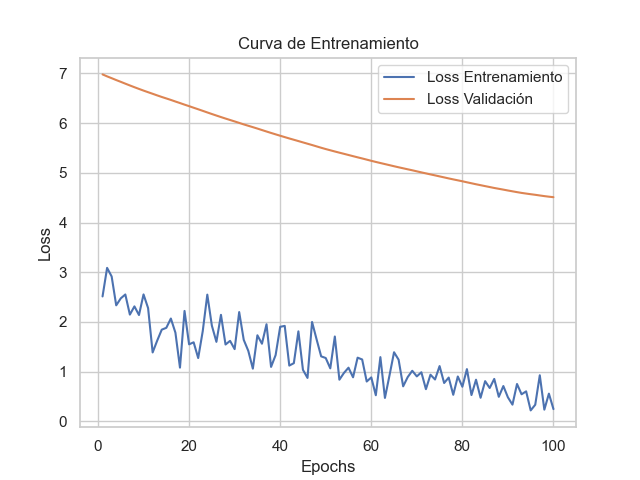 Curva de Entrenamiento
Loss Entrenamiento
Loss Validación
Loss
7
6
5
4
3
2
1
0
0 20 40 60 80 100
Epochs